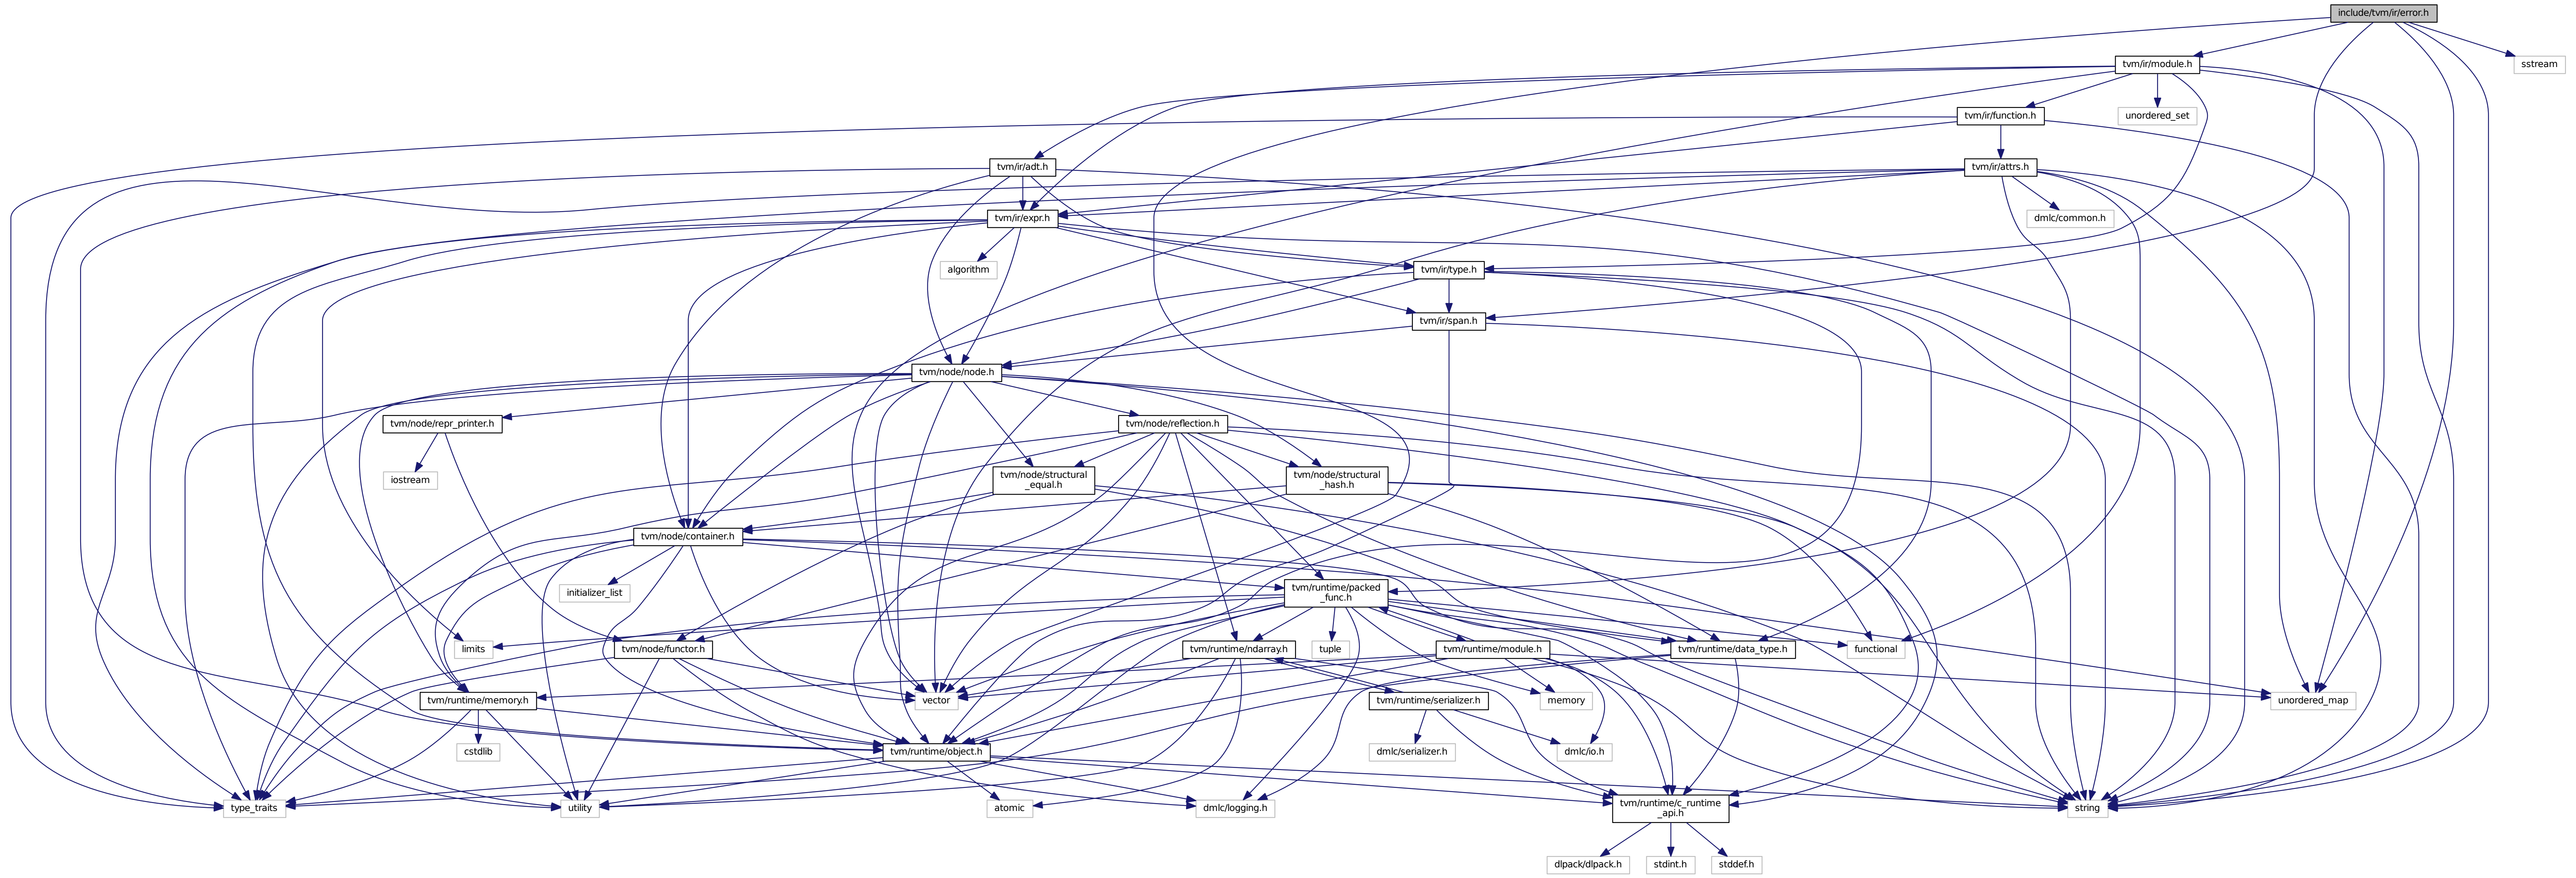 include/tvm/ir/error.h
tvm/ir/module.h
sstream
tvm/ir/function.h
unordered_set
tvm/ir/adt.h
tvm/ir/attrs.h
tvm/ir/expr.h
dmlc/common.h
algorithm
tvm/ir/type.h
tvm/ir/span.h
tvm/node/node.h
tvm/node/repr_printer.h
tvm/node/reflection.h
iostream
tvm/node/structural
_equal.h
tvm/node/structural
_hash.h
tvm/node/container.h
initializer_list
tvm/runtime/packed
_func.h
limits
tvm/node/functor.h
tvm/runtime/ndarray.h
tuple
tvm/runtime/module.h
tvm/runtime/data_type.h
functional
tvm/runtime/memory.h
vector
tvm/runtime/serializer.h
memory
unordered_map
cstdlib
tvm/runtime/object.h
dmlc/serializer.h
dmlc/io.h
type_traits
utility
atomic
dmlc/logging.h
tvm/runtime/c_runtime
_api.h
string
dlpack/dlpack.h
stdint.h
stddef.h